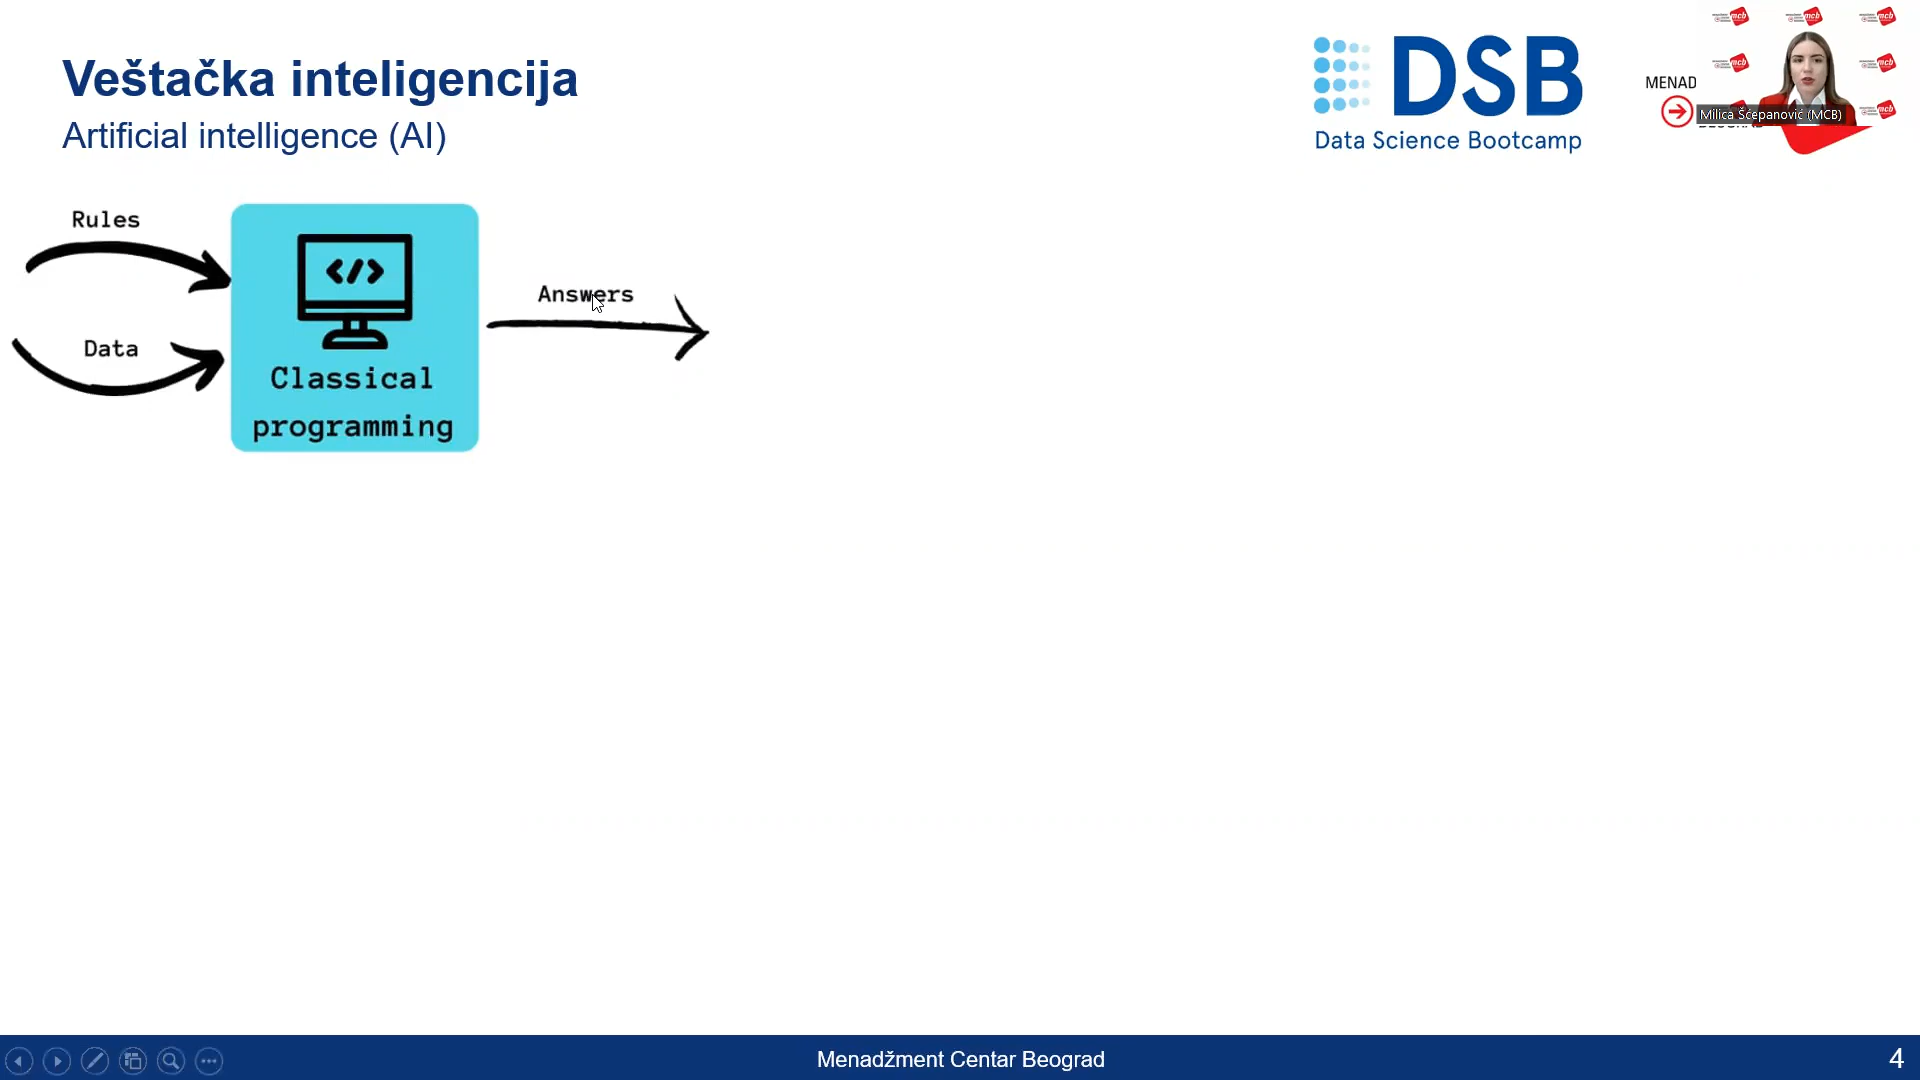 Veštačka inteligencija
Artificial intelligence (AI)
DSB
Data Science Bootcamp
MENAD
Milica Šćepanović (MCB)
Rules
Data
</>
Classical
programming
Answers
Menadžment Centar Beograd
4